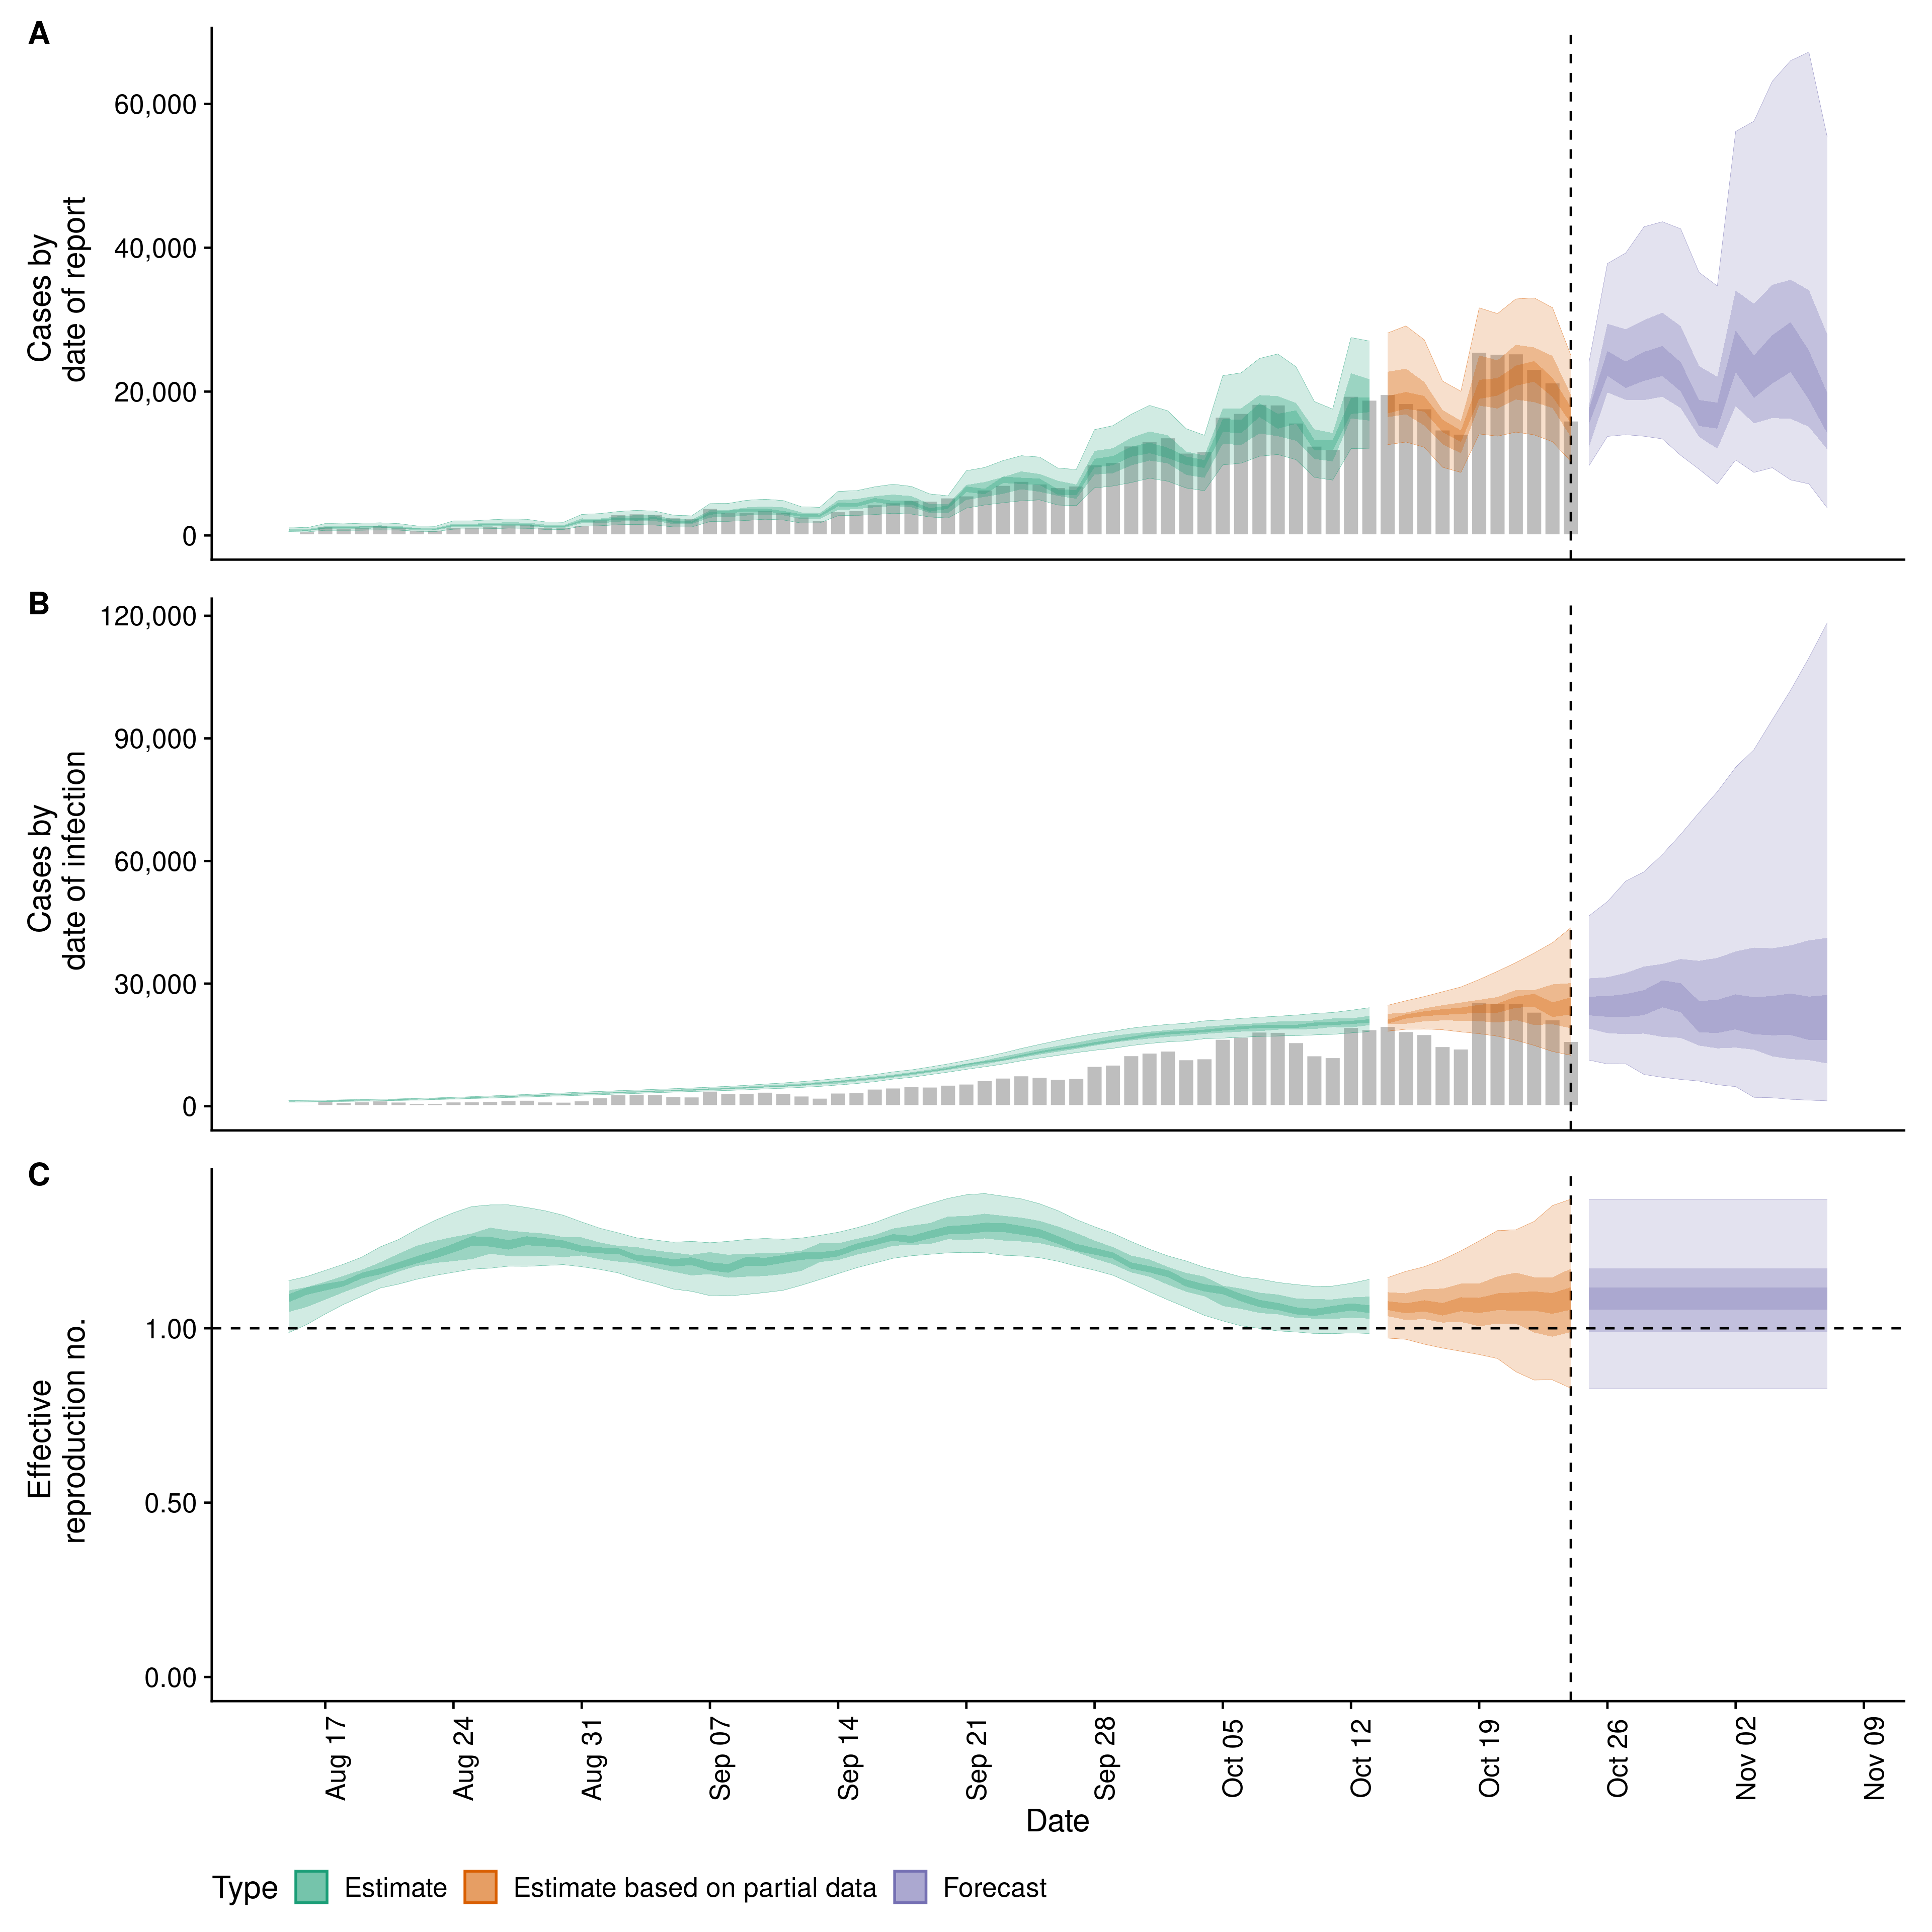 A
60,000
40,000
20,000
0
Cases by
date of report
B
120,000
90,000
60,000
30,000
0
Cases by
date of infection
C
1.00
0.50
0.00
Effective
reproduction no.
Aug 17
Aug 24
Aug 31
Sep 07
Sep 14
Sep 21
Sep 28
Oct 05
Oct 12
Oct 19
Oct 26
Nov 02
Nov 09
Date
Type Estimate Estimate based on partial data Forecast